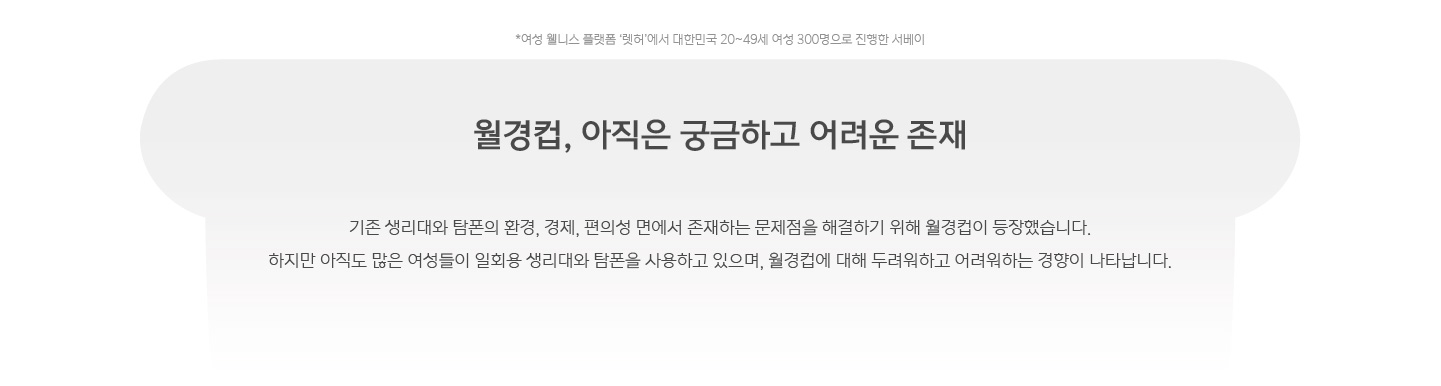 *여성 웰니스 플랫폼 ‘렛허’에서 대한민국 20~49세 여성 300명으로 진행한 서베이
월경컵, 아직은 궁금하고 어려운 존재
기존 생리대와 탐폰의 환경, 경제, 편의성 면에서 존재하는 문제점을 해결하기 위해 월경컵이 등장했습니다.
하지만 아직도 많은 여성들이 일회용 생리대와 탐폰을 사용하고 있으며, 월경컵에 대해 두려워하고 어려워하는 경향이 나타납니다.